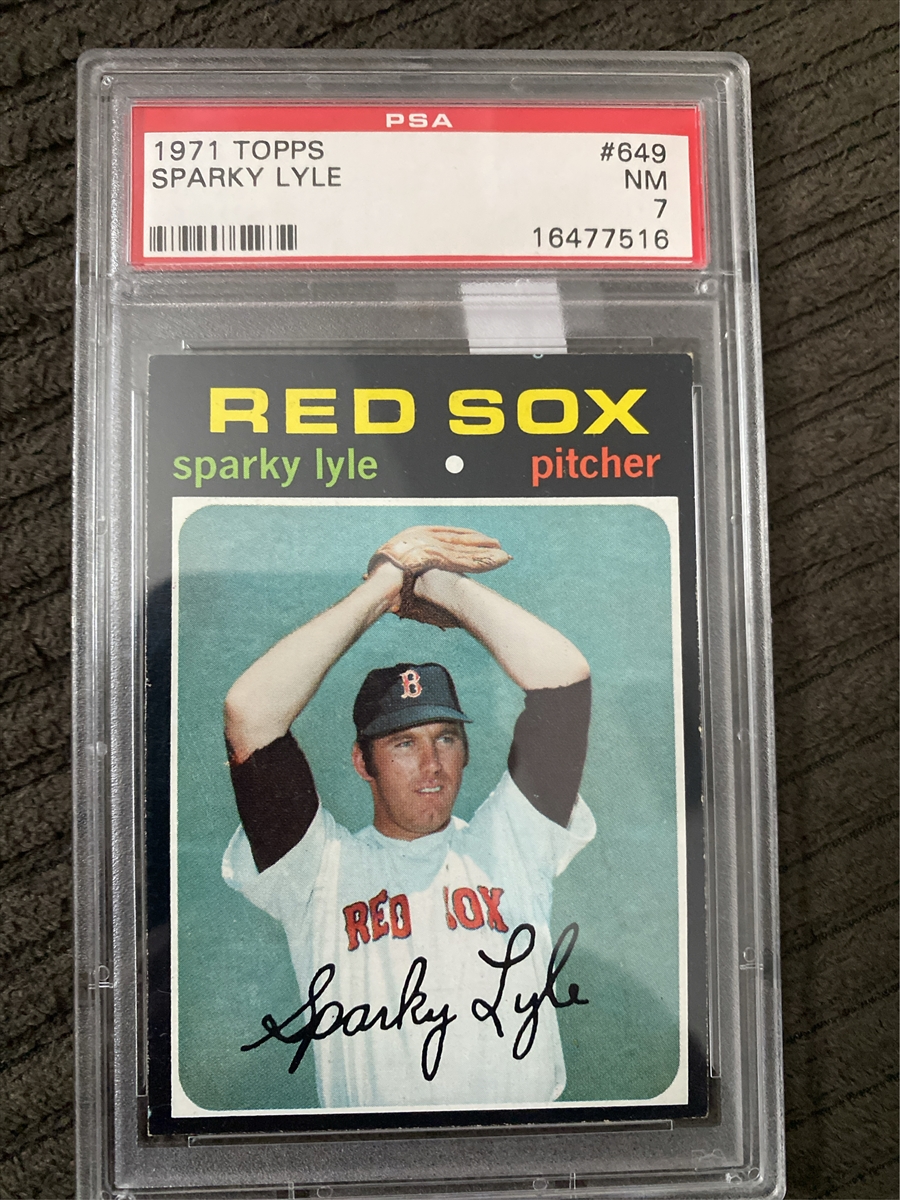 PSA
1971 TOPPS #649
SPARKY LYLE NM
7
16477516
RED SOX
sparky lyle • pitcher
B
RED SOX
Sparky Lyle